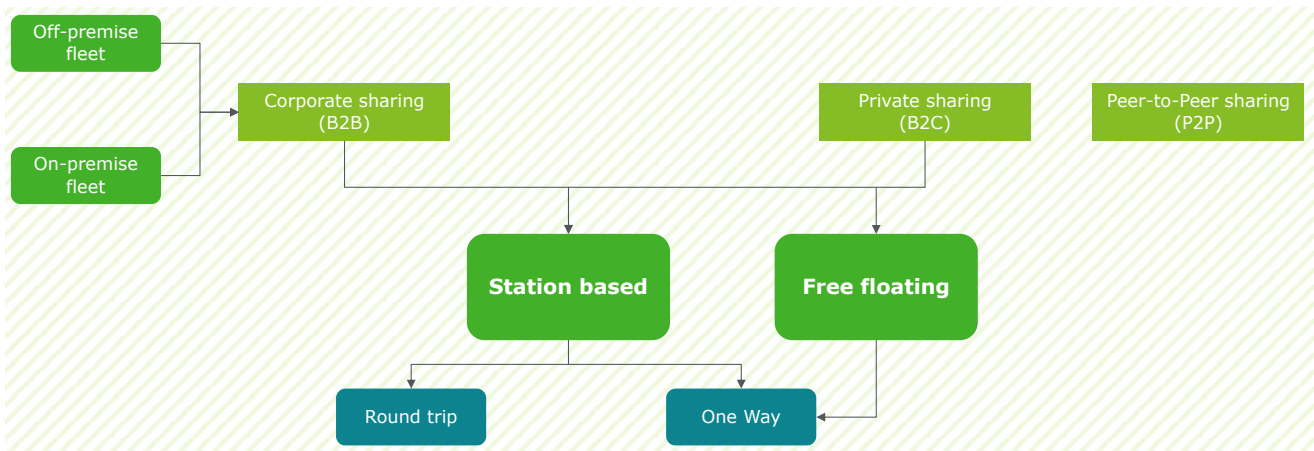 Off-premise
fleet
Corporate sharing
(B2B)
Private sharing
(B2C)
Peer-to-Peer sharing
(P2P)
On-premise
fleet
Station based
Free floating
Round trip
One Way